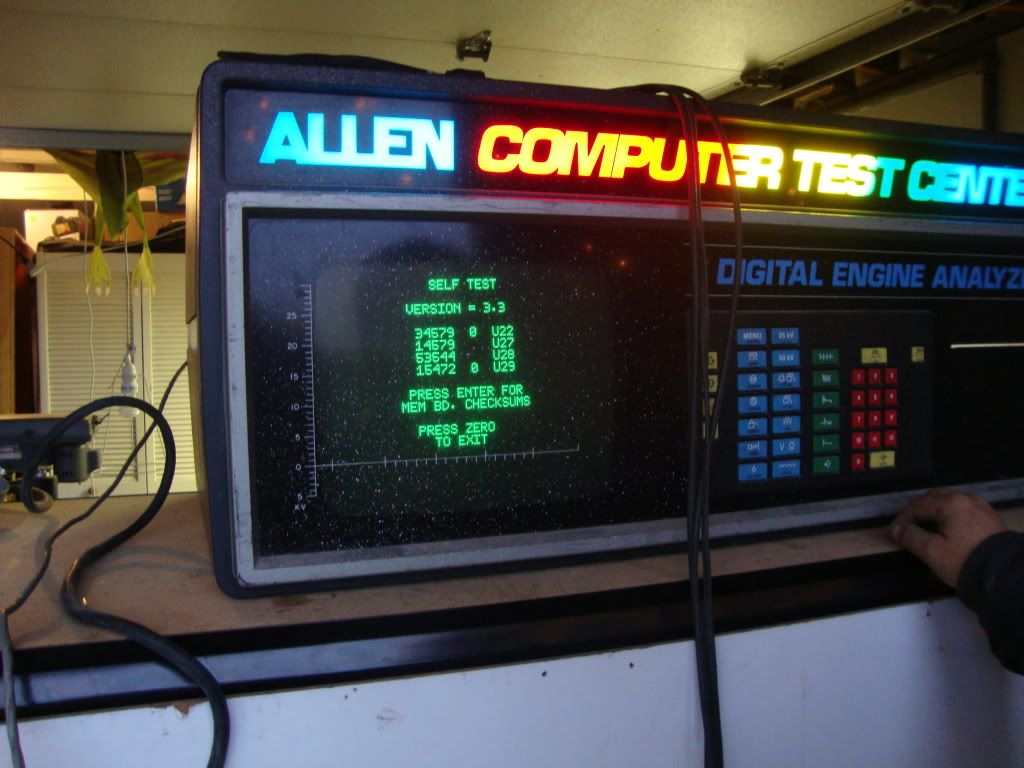 ALLEN COMPUTER TEST CENTE
DIGITAL ENGINE ANALYZE
SELF TEST
VERSION = 3.3
34579 0 U22
14579 U27
53544 . U28
15472 0 U29
PRESS ENTER FOR
MEM BD. CHECKSUMS
PRESS ZERO
TO EXIT
25
20
15
10
5
0
5
KV
MENU 25 kV
50 kV
V Ω